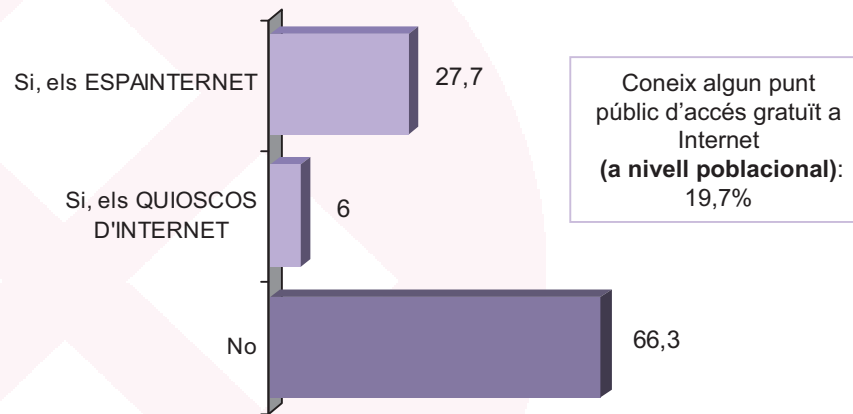 Si, els ESPAINTERNET
27,7
Si, els QUIOSCOS
D'INTERNET
6
No
66,3
Coneix algun punt
públic d’accés gratuït a
Internet
(a nivell poblacional):
19,7%